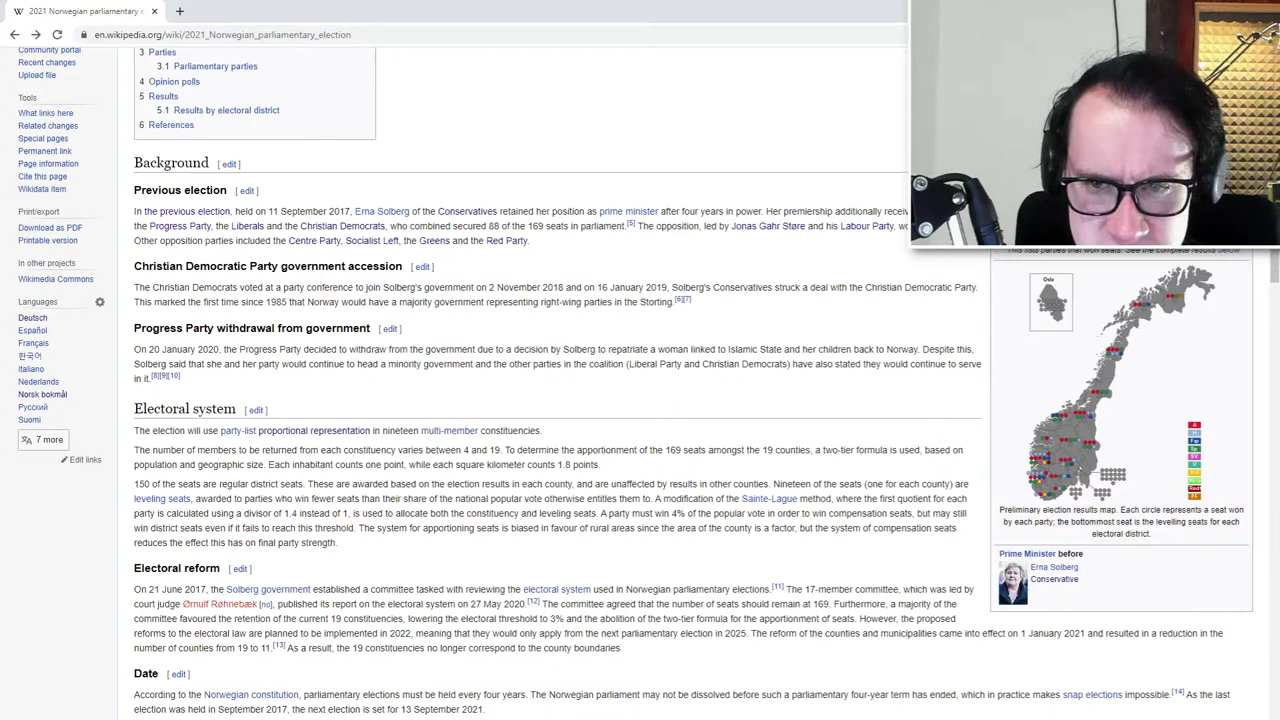 2021 Norwegian parliamentary e
en.wikipedia.org/wiki/2021_Norwegian_parliamentary_election
Community portal
Recent changes
Upload file
Tools
What links here
Related changes
Special pages
Permanent link
Page information
Cite this page
Wikidata item
Print/export
Download as PDF
Printable version
In other projects
Wikimedia Commons
Languages
Deutsch
Español
Français
한국어
Italiano
Nederlands
Norsk bokmål
Русский
Suomi
7 more
Edit links
3 Parties
3.1 Parliamentary parties
4 Opinion polls
5 Results
5.1 Results by electoral district
6 References
Background [ edit ]
Previous election [ edit ]
In the previous election, held on 11 September 2017, Erna Solberg of the Conservatives retained her position as prime minister after four years in power. Her premiership additionally receiv
the Progress Party, the Liberals and the Christian Democrats, who combined secured 88 of the 169 seats in parliament.[5] The opposition, led by Jonas Gahr Støre and his Labour Party, wo
Other opposition parties included the Centre Party, Socialist Left, the Greens and the Red Party.
Christian Democratic Party government accession [ edit ]
The Christian Democrats voted at a party conference to join Solberg's government on 2 November 2018 and on 16 January 2019, Solberg's Conservatives struck a deal with the Christian Democratic Party.
This marked the first time since 1985 that Norway would have a majority government representing right-wing parties in the Storting.[6][7]
Progress Party withdrawal from government [ edit ]
On 20 January 2020, the Progress Party decided to withdraw from the government due to a decision by Solberg to repatriate a woman linked to Islamic State and her children back to Norway. Despite this,
Solberg said that she and her party would continue to head a minority government and the other parties in the coalition (Liberal Party and Christian Democrats) have also stated they would continue to serve
in it.[8][9][10]
Electoral system [ edit ]
The election will use party-list proportional representation in nineteen multi-member constituencies.
The number of members to be returned from each constituency varies between 4 and 19. To determine the apportionment of the 169 seats amongst the 19 counties, a two-tier formula is used, based on
population and geographic size. Each inhabitant counts one point, while each square kilometer counts 1.8 points.
150 of the seats are regular district seats. These are awarded based on the election results in each county, and are unaffected by results in other counties. Nineteen of the seats (one for each county) are
leveling seats, awarded to parties who win fewer seats than their share of the national popular vote otherwise entitles them to. A modification of the Sainte-Lague method, where the first quotient for each
party is calculated using a divisor of 1.4 instead of 1, is used to allocate both the constituency and leveling seats. A party must win 4% of the popular vote in order to win compensation seats, but may still
win district seats even if it fails to reach this threshold. The system for apportioning seats is biased in favour of rural areas since the area of the county is a factor, but the system of compensation seats
reduces the effect this has on final party strength.
Electoral reform [ edit ]
On 21 June 2017, the Solberg government established a committee tasked with reviewing the electoral system used in Norwegian parliamentary elections.[11] The 17-member committee, which was led by
court judge Ørnulf Røhnebæk [no], published its report on the electoral system on 27 May 2020.[12] The committee agreed that the number of seats should remain at 169. Furthermore, a majority of the
committee favoured the retention of the current 19 constituencies, lowering the electoral threshold to 3% and the abolition of the two-tier formula for the apportionment of seats. However, the proposed
reforms to the electoral law are planned to be implemented in 2022, meaning that they would only apply from the next parliamentary election in 2025. The reform of the counties and municipalities came into effect on 1 January 2021 and resulted in a reduction in the
number of counties from 19 to 11.[13] As a result, the 19 constituencies no longer correspond to the county boundaries.
Date [ edit ]
According to the Norwegian constitution, parliamentary elections must be held every four years. The Norwegian parliament may not be dissolved before such a parliamentary four-year term has ended, which in practice makes snap elections impossible.[14] As the last
election was held in September 2017, the next election is set for 13 September 2021.
This lists parties that won seats. See the complete results below.
Oslo
A
H
Sp
SV
V
Rødt
PF
Preliminary election results map. Each circle represents a seat won
by each party; the bottommost seat is the levelling seats for each
electoral district.
Prime Minister before
Erna Solberg
Conservative